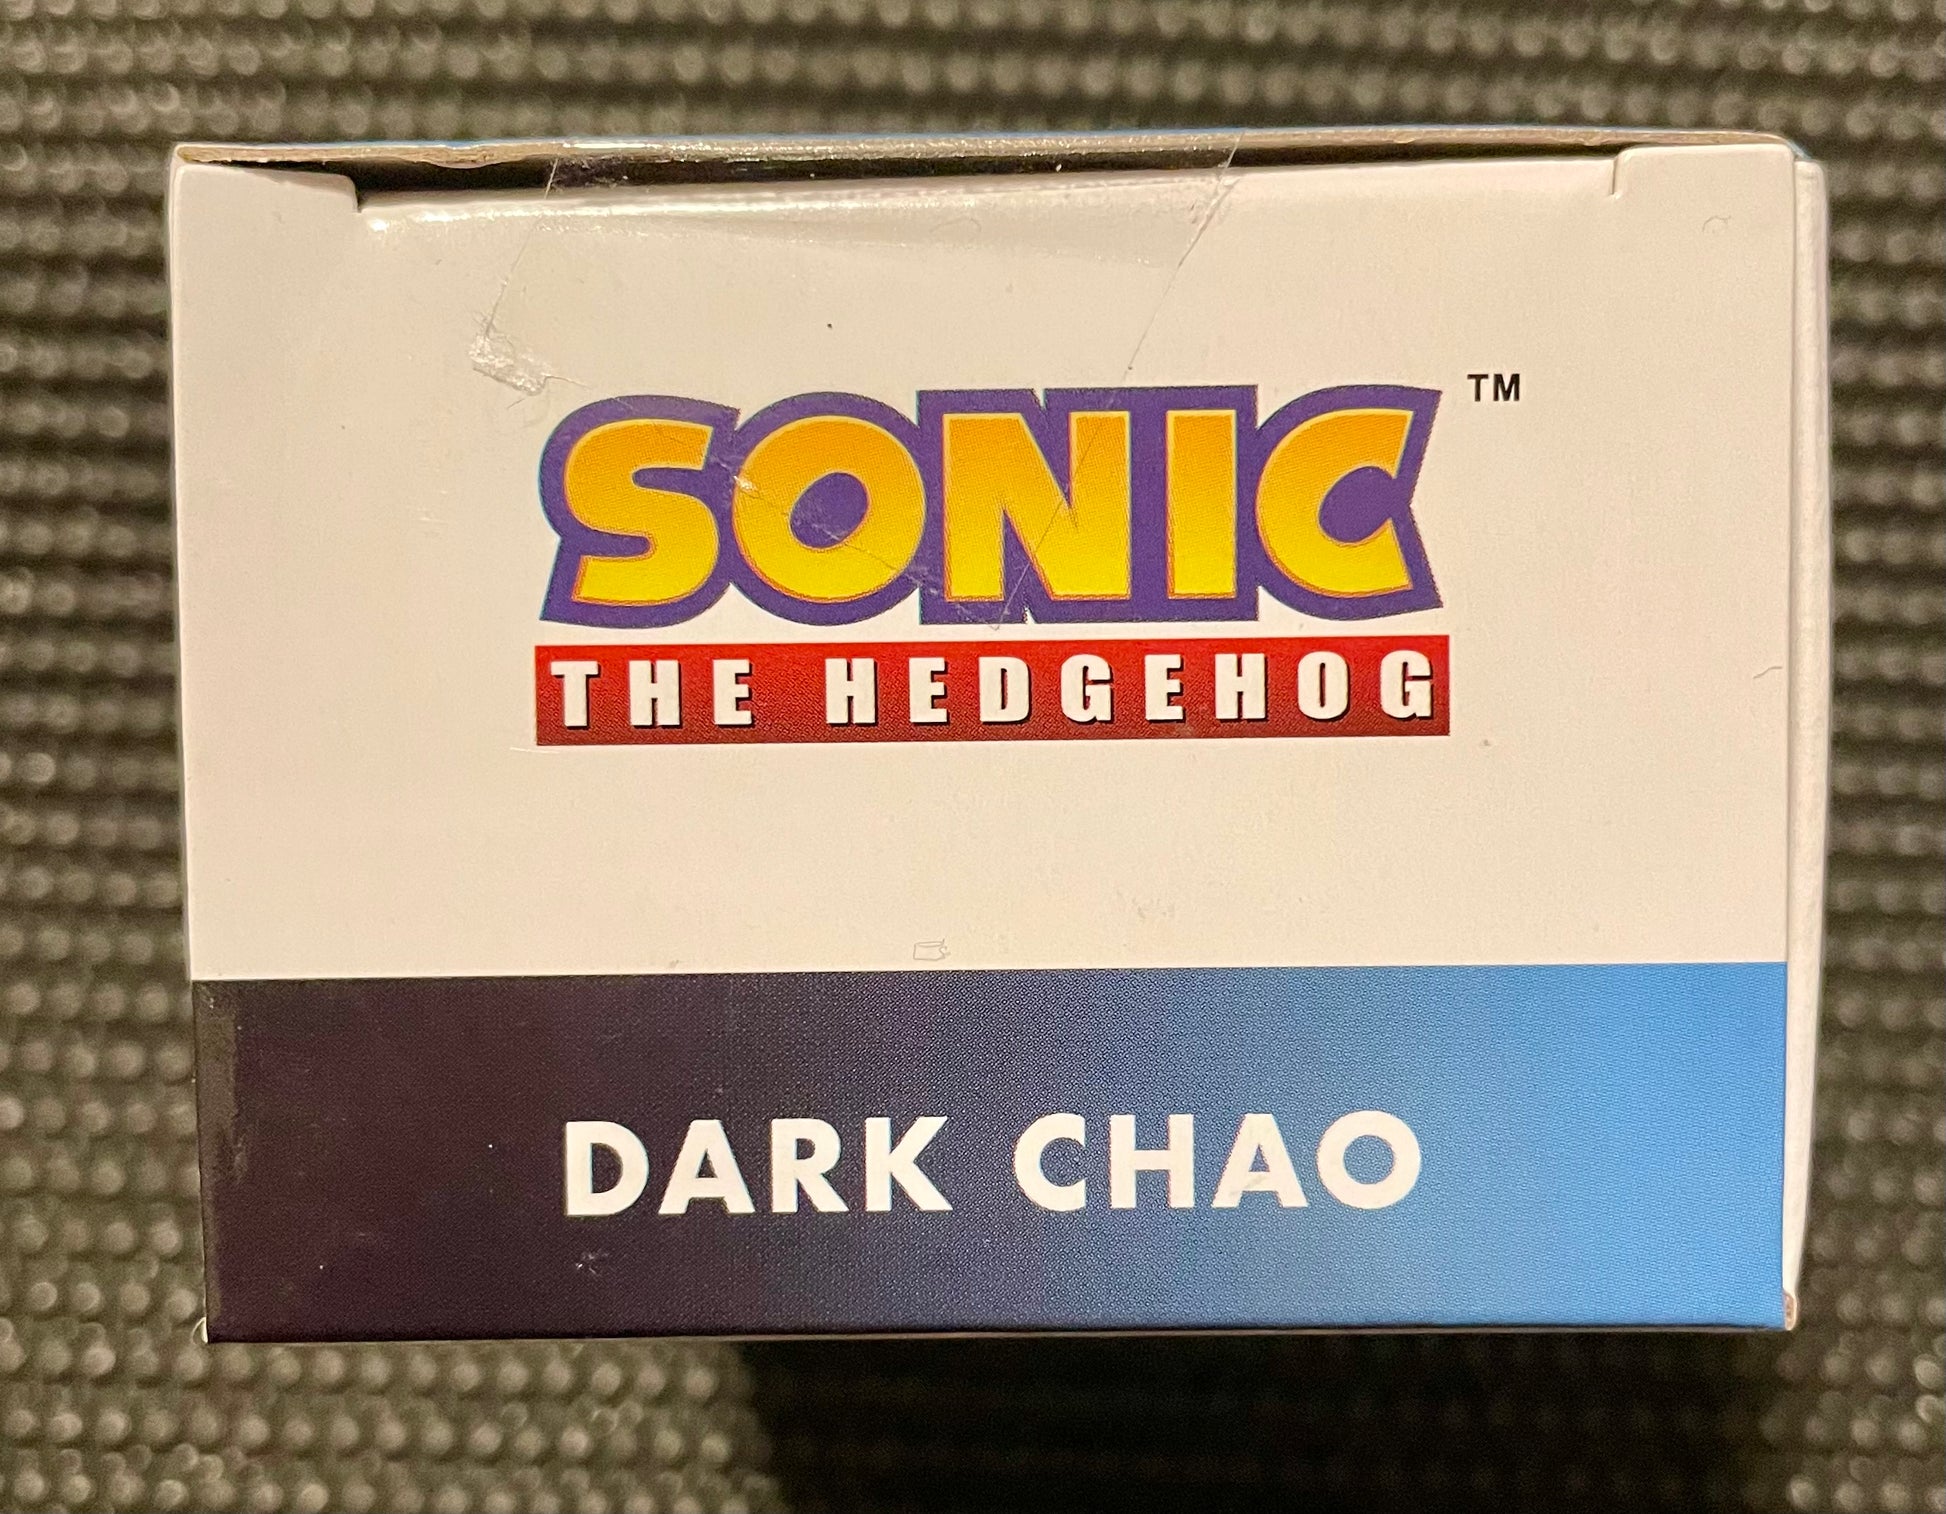 SONIC ™
THE HEDGEHOG
DARK CHAO